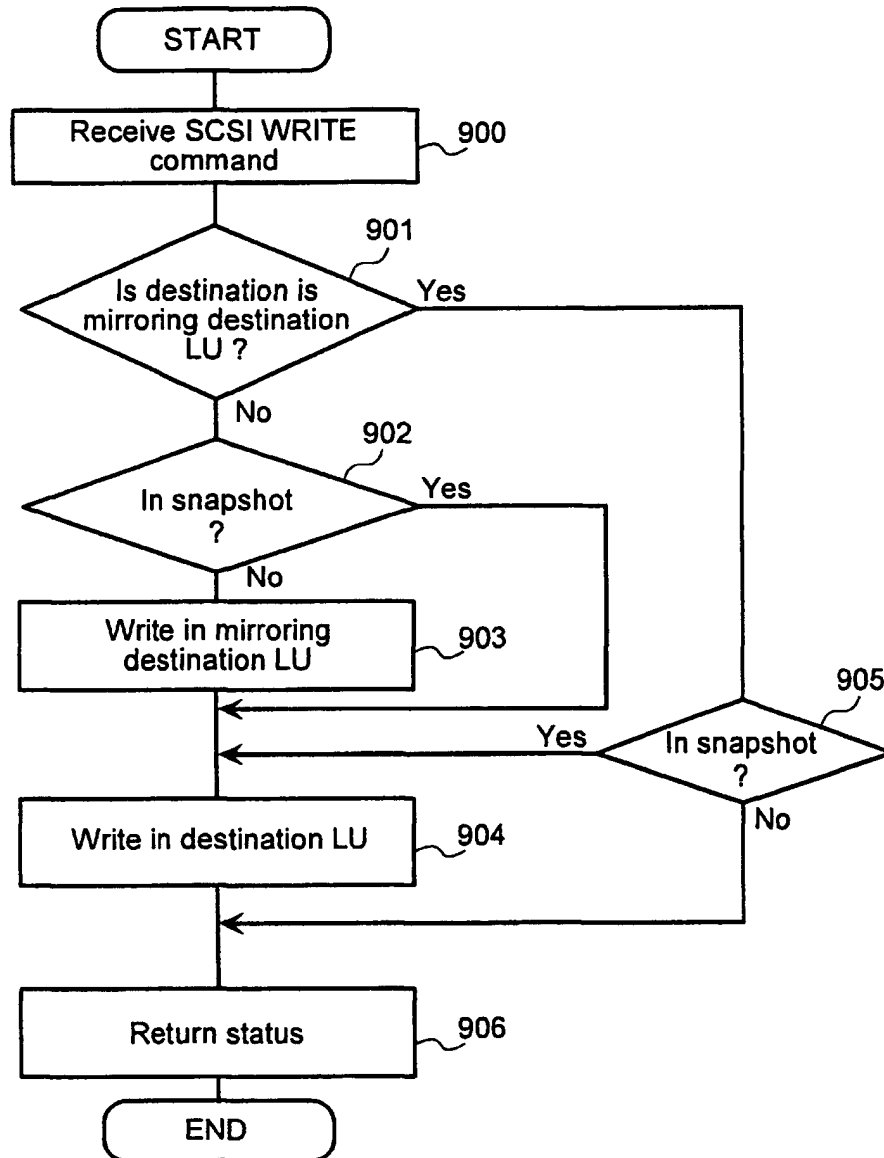 START
Receive SCSI WRITE
command
900
901
Is destination is
mirroring destination
LU ?
Yes
No
902
In snapshot
?
Yes
No
Write in mirroring
destination LU
903
905
In snapshot
?
Yes
No
Write in destination LU
904
Return status
906
END